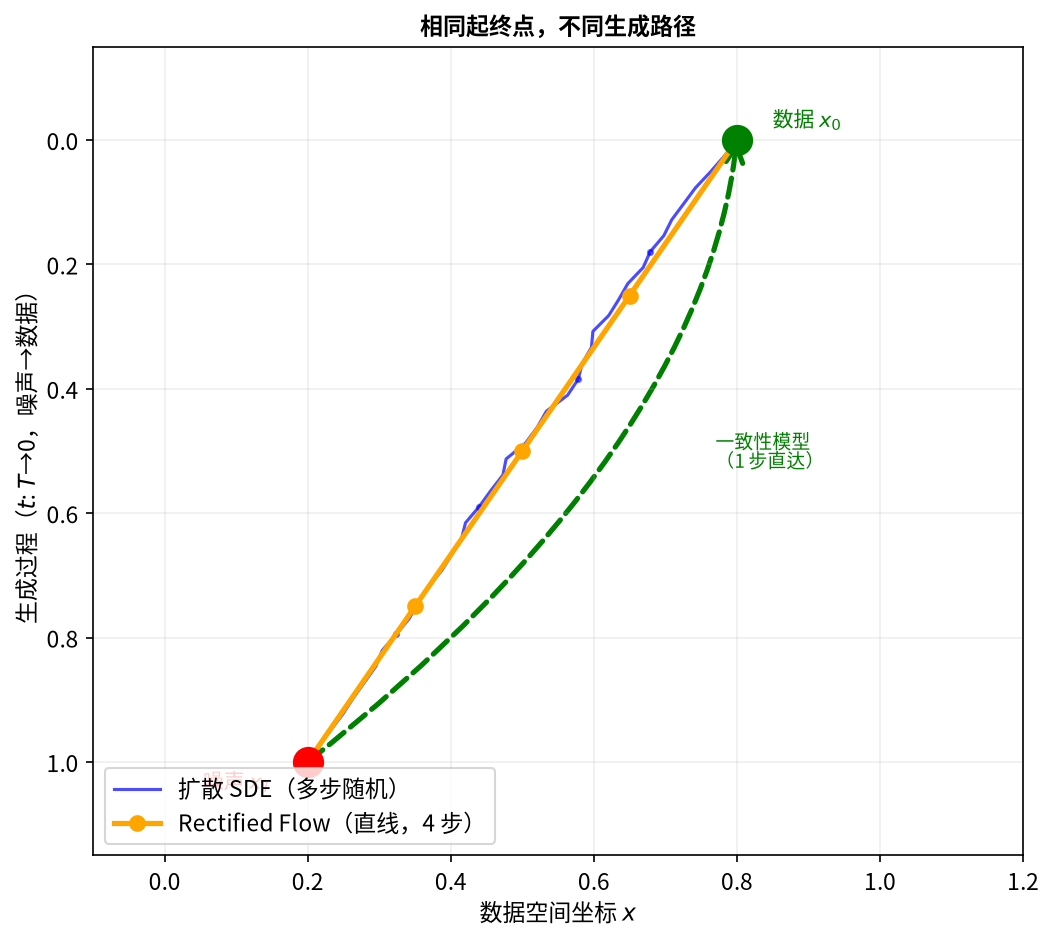 相同起终点，不同生成路径
数据 x₀
0.0
0.2
0.4
0.6
0.8
1.0
生成过程（t: T→0，噪声→数据）
一致性模型
（1 步直达）
噪声
扩散 SDE（多步随机）
Rectified Flow（直线，4 步）
0.0 0.2 0.4 0.6 0.8 1.0 1.2
数据空间坐标 x